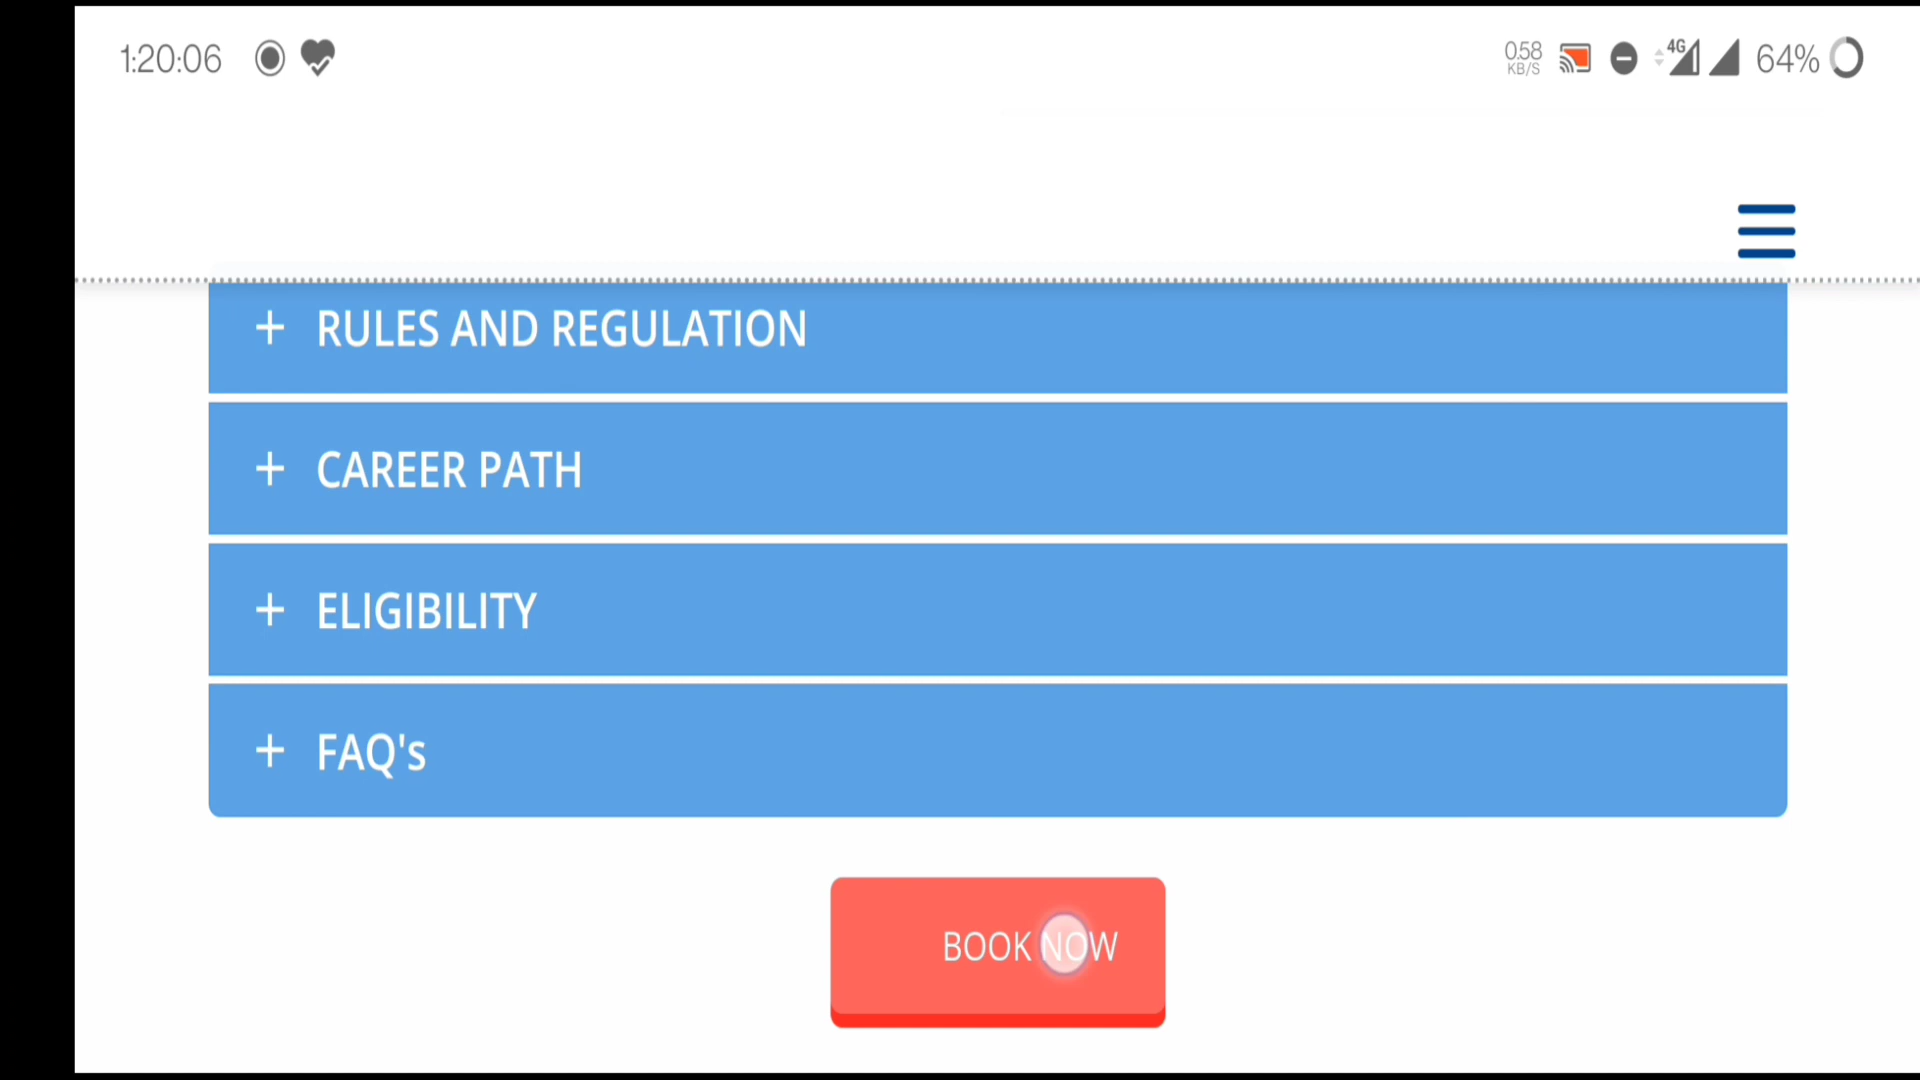 1:20:06
0.58
KB/S
4G
64%
+ RULES AND REGULATION
+ CAREER PATH
+ ELIGIBILITY
+ FAQ's
BOOK NOW